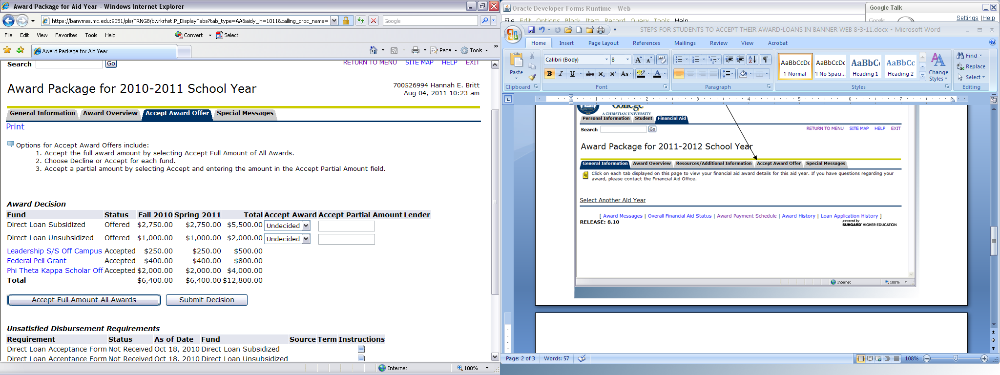 Award Package for Aid Year - Windows Internet Explorer
https://banvmss.mc.edu:9051/pls/TRNG8/bwrkrhst.P_DisplayTabs?tab_type=AA&aidy_in=1011&calling_proc_name=
Google
File Edit View Favorites Tools Help
Convert Select
Award Package for Aid Year
Page Tools »
Search Go
RETURN TO MENU SITE MAP HELP EXIT
Award Package for 2010-2011 School Year
700526994 Hannah E. Britt
Aug 04, 2011 10:23 am
General Information Award Overview Accept Award Offer Special Messages
Print
Options for Accept Award Offers include:
1. Accept the full award amount by selecting Accept Full Amount of All Awards.
2. Choose Decline or Accept for each fund.
3. Accept a partial amount by selecting Accept and entering the amount in the Accept Partial Amount field.
Award Decision
Fund Status Fall 2010 Spring 2011 Total Accept Award Accept Partial Amount Lender
Direct Loan Subsidized Offered $2,750.00 $2,750.00 $5,500.00 Undecided
Direct Loan Unsubsidized Offered $1,000.00 $1,000.00 $2,000.00 Undecided
Leadership S/S Off Campus Accepted $250.00 $250.00 $500.00
Federal Pell Grant Accepted $400.00 $400.00 $800.00
Phi Theta Kappa Scholar Off Accepted $2,000.00 $2,000.00 $4,000.00
Total $6,400.00 $6,400.00 $12,800.00
Accept Full Amount All Awards Submit Decision
Unsatisfied Disbursement Requirements
Requirement Status As of Date Fund Source Term Instructions
Direct Loan Acceptance Form Not Received Oct 18, 2010 Direct Loan Subsidized
Direct Loan Acceptance Form Not Received Oct 18, 2010 Direct Loan Unsubsidized
Internet 100%
Oracle Developer Forms Runtime - Web
File Edit Options Block Item Record Query Tools Help
Google Talk
Google
Settings | Help
STEPS FOR STUDENTS TO ACCEPT THEIR AWARD-LOANS IN BANNER WEB 8-3-11.docx - Microsoft Word
Home Insert Page Layout References Mailings Review View Acrobat
Paste
Calibri (Body) 8
B I U abc X₂ X² Aa A
AaBbCcDc AaBbCcDc AaBbC AaBbCc
¶ Normal ¶ No Spaci... Heading 1 Heading 2
Change Styles
Find
Replace
Select
Clipboard Font Paragraph Styles Editing
1 2 3 4 5 6 7
College
A CHRISTIAN UNIVERSITY
Personal Information Student Financial Aid
Search Go
RETURN TO MENU SITE MAP HELP EXIT
Award Package for 2011-2012 School Year
General Information Award Overview Resources/Additional Information Accept Award Offer Special Messages
Click on each tab displayed on this page to view your financial aid award details for this aid year. If you have questions regarding your
award, please contact the Financial Aid Office.
Select Another Aid Year
[ Award Messages | Overall Financial Aid Status | Award Payment Schedule | Award History | Loan Application History ]
RELEASE: 8.10
powered by
SUNGARD® HIGHER EDUCATION
Internet 100%
Page: 2 of 3 Words: 57
108%